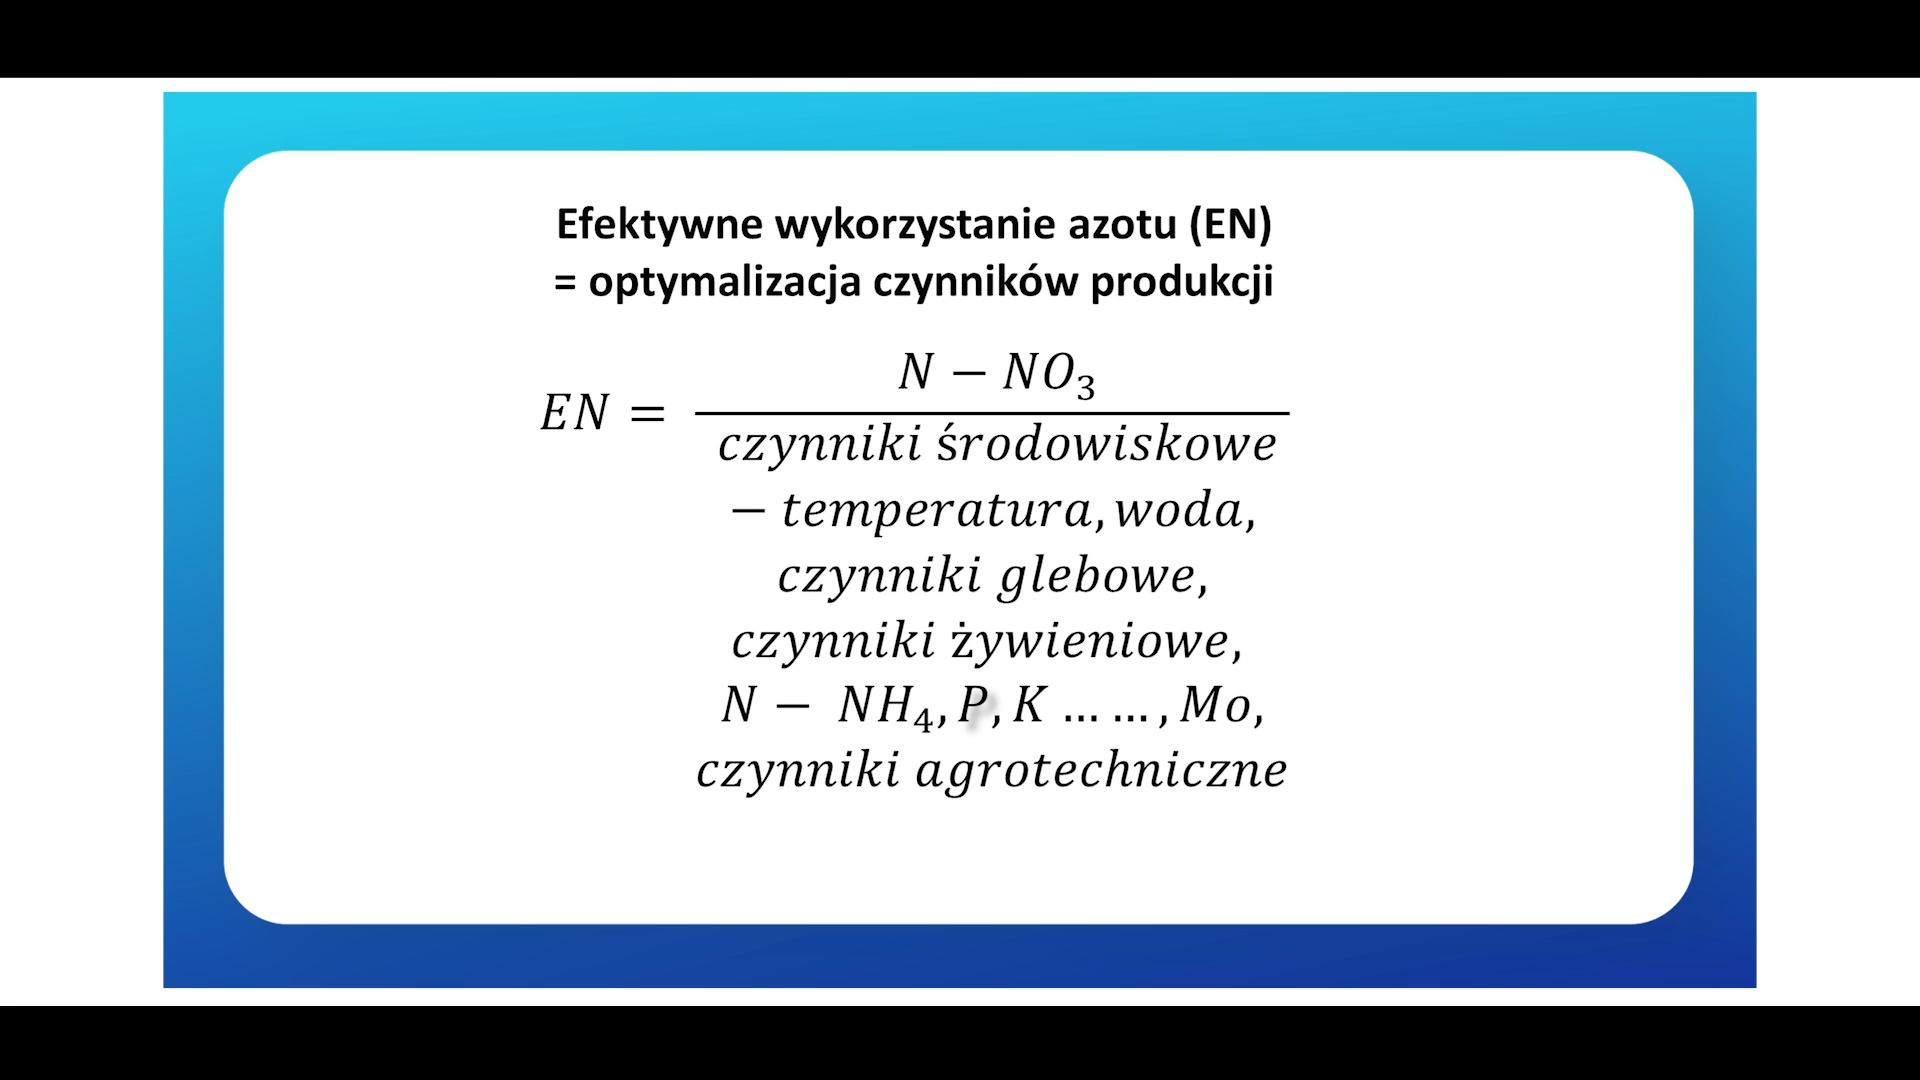 Efektywne wykorzystanie azotu (EN)
= optymalizacja czynników produkcji
N − NO₃
EN =
czynniki środowiskowe
− temperatura, woda,
czynniki glebowe,
czynniki żywieniowe,
N − NH₄, P, K … …, Mo,
czynniki agrotechniczne